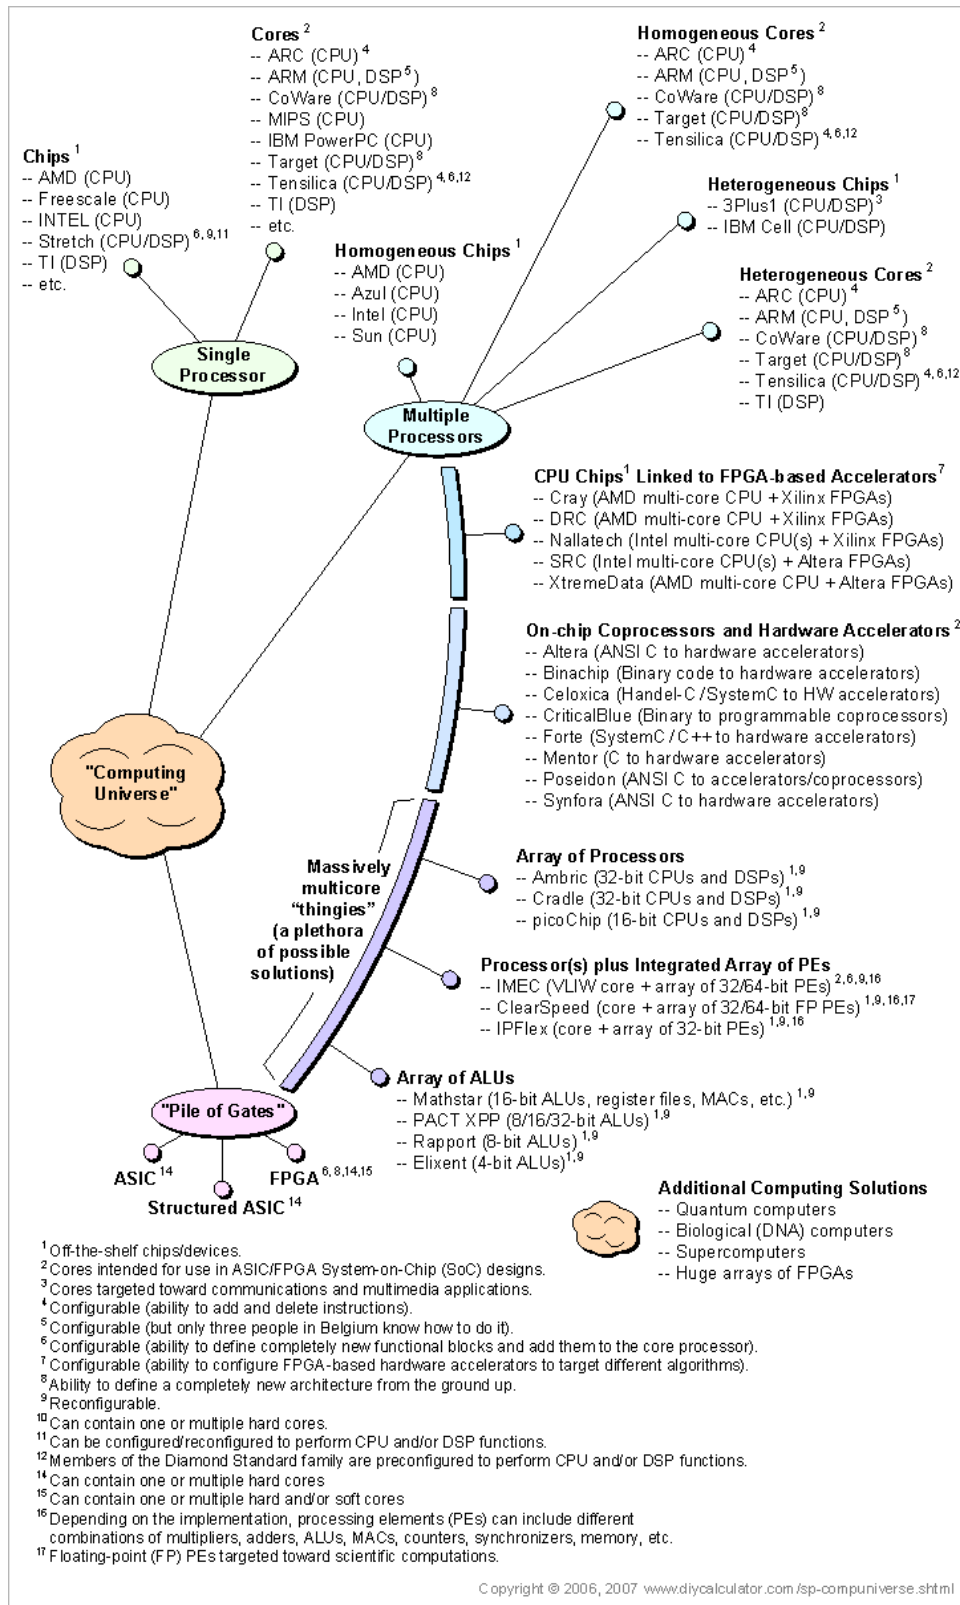 Cores 2
-- ARC (CPU) 4
-- ARM (CPU, DSP 5)
-- CoWare (CPU/DSP) 8
-- MIPS (CPU)
-- IBM PowerPC (CPU)
-- Target (CPU/DSP) 8
-- Tensilica (CPU/DSP) 4,6,12
-- TI (DSP)
-- etc.
Chips 1
-- AMD (CPU)
-- Freescale (CPU)
-- INTEL (CPU)
-- Stretch (CPU/DSP) 6,9,11
-- TI (DSP)
-- etc.
Homogeneous Chips 1
-- AMD (CPU)
-- Azul (CPU)
-- Intel (CPU)
-- Sun (CPU)
Homogeneous Cores 2
-- ARC (CPU) 4
-- ARM (CPU, DSP 5)
-- CoWare (CPU/DSP) 8
-- Target (CPU/DSP) 8
-- Tensilica (CPU/DSP) 4,6,12
Heterogeneous Chips 1
-- 3Plus1 (CPU/DSP) 3
-- IBM Cell (CPU/DSP)
Heterogeneous Cores 2
-- ARC (CPU) 4
-- ARM (CPU, DSP 5)
-- CoWare (CPU/DSP) 8
-- Target (CPU/DSP) 8
-- Tensilica (CPU/DSP) 4,6,12
-- TI (DSP)
Single
Processor
Multiple
Processors
CPU Chips 1 Linked to FPGA-based Accelerators 7
-- Cray (AMD multi-core CPU + Xilinx FPGAs)
-- DRC (AMD multi-core CPU + Xilinx FPGAs)
-- Nallatech (Intel multi-core CPU(s) + Xilinx FPGAs)
-- SRC (Intel multi-core CPU(s) + Altera FPGAs)
-- XtremeData (AMD multi-core CPU + Altera FPGAs)
On-chip Coprocessors and Hardware Accelerators 2
-- Altera (ANSI C to hardware accelerators)
-- Binachip (Binary code to hardware accelerators)
-- Celoxica (Handel-C / SystemC to HW accelerators)
-- CriticalBlue (Binary to programmable coprocessors)
-- Forte (SystemC / C++ to hardware accelerators)
-- Mentor (C to hardware accelerators)
-- Poseidon (ANSI C to accelerators/coprocessors)
-- Synfora (ANSI C to hardware accelerators)
"Computing
Universe"
Massively
multicore
“thingies”
(a plethora
of possible
solutions)
Array of Processors
-- Ambric (32-bit CPUs and DSPs) 1,9
-- Cradle (32-bit CPUs and DSPs) 1,9
-- picoChip (16-bit CPUs and DSPs) 1,9
Processor(s) plus Integrated Array of PEs
-- IMEC (VLIW core + array of 32/64-bit PEs) 2,6,9,16
-- ClearSpeed (core + array of 32/64-bit FP PEs) 1,9,16,17
-- IPFlex (core + array of 32-bit PEs) 1,9,16
Array of ALUs
-- Mathstar (16-bit ALUs, register files, MACs, etc.) 1,9
-- PACT XPP (8/16/32-bit ALUs) 1,9
-- Rapport (8-bit ALUs) 1,9
-- Elixent (4-bit ALUs) 1,9
"Pile of Gates"
ASIC 14
Structured ASIC 14
FPGA 6,8,14,15
Additional Computing Solutions
-- Quantum computers
-- Biological (DNA) computers
-- Supercomputers
-- Huge arrays of FPGAs
1 Off-the-shelf chips/devices.
2 Cores intended for use in ASIC/FPGA System-on-Chip (SoC) designs.
3 Cores targeted toward communications and multimedia applications.
4 Configurable (ability to add and delete instructions).
5 Configurable (but only three people in Belgium know how to do it).
6 Configurable (ability to define completely new functional blocks and add them to the core processor).
7 Configurable (ability to configure FPGA-based hardware accelerators to target different algorithms).
8 Ability to define a completely new architecture from the ground up.
9 Reconfigurable.
10 Can contain one or multiple hard cores.
11 Can be configured/reconfigured to perform CPU and/or DSP functions.
12 Members of the Diamond Standard family are preconfigured to perform CPU and/or DSP functions.
14 Can contain one or multiple hard cores
15 Can contain one or multiple hard and/or soft cores
16 Depending on the implementation, processing elements (PEs) can include different
combinations of multipliers, adders, ALUs, MACs, counters, synchronizers, memory, etc.
17 Floating-point (FP) PEs targeted toward scientific computations.
Copyright © 2006, 2007 www.diycalculator.com/sp-compuniverse.shtml